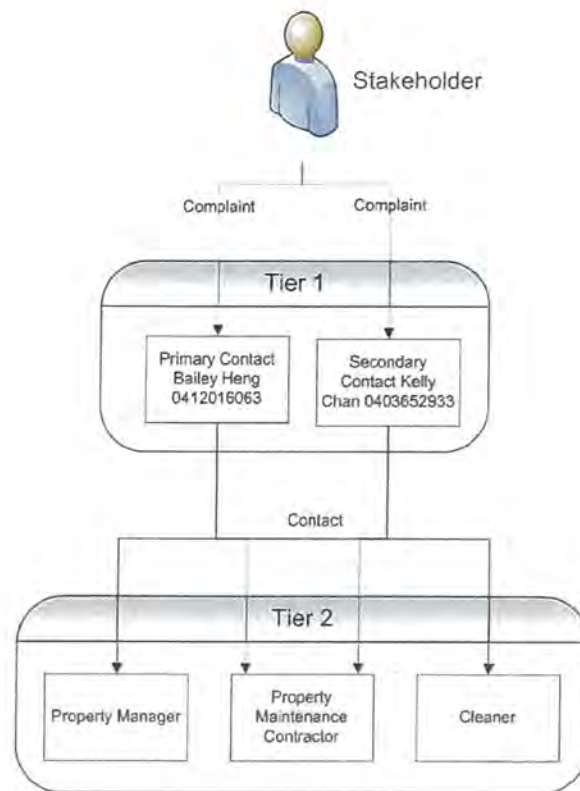 Stakeholder
Complaint
Complaint
Tier 1
Primary Contact
Bailey Heng
0412016063
Secondary
Contact Kelly
Chan 0403652933
Contact
Tier 2
Property Manager
Property
Maintenance
Contractor
Cleaner